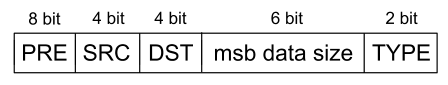 8 bit 4 bit 4 bit 6 bit 2 bit
PRE SRC DST msb data size TYPE